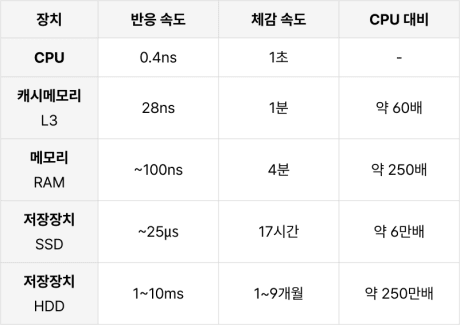 장치 반응 속도 체감 속도 CPU 대비
CPU 0.4ns 1초 -
캐시메모리
L3 28ns 1분 약 60배
메모리
RAM ~100ns 4분 약 250배
저장장치
SSD ~25μs 17시간 약 6만배
저장장치
HDD 1~10ms 1~9개월 약 250만배